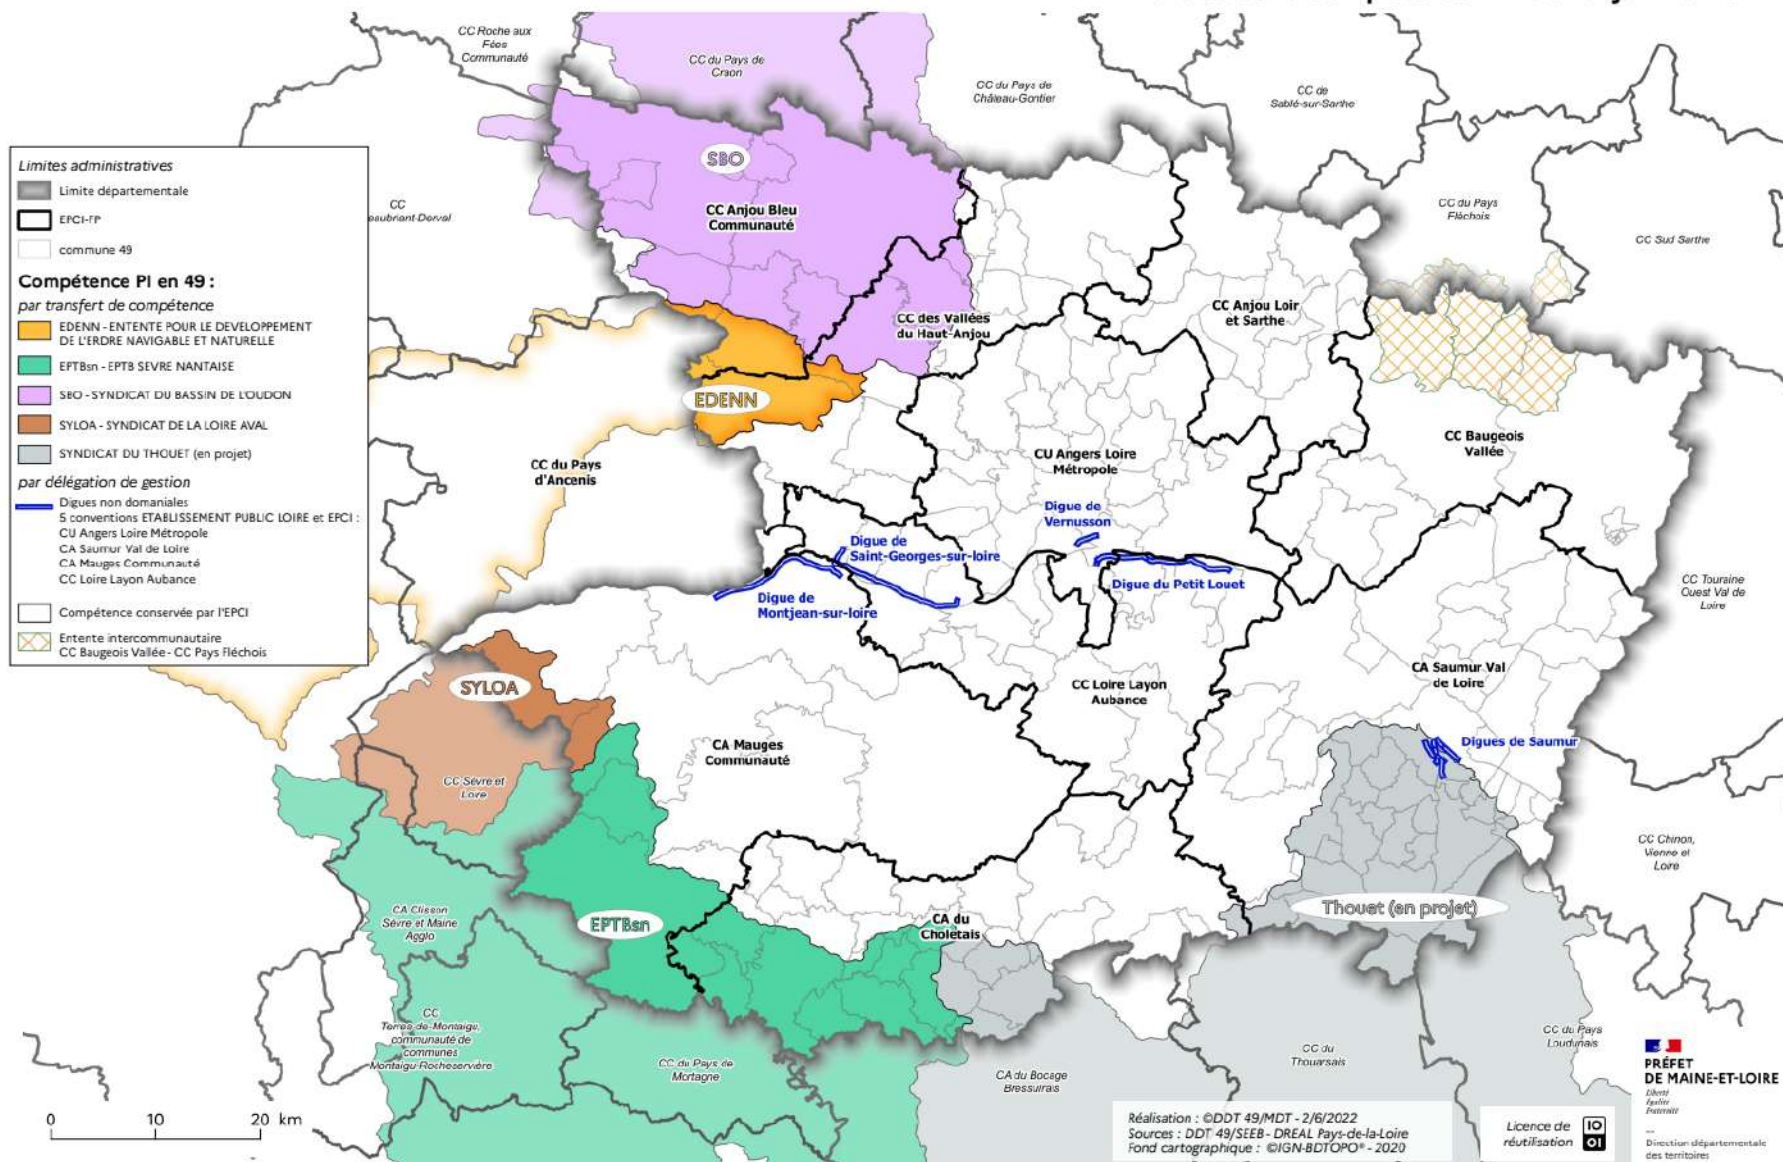 CC Roche aux
Fées
Communauté
CC du Pays de
Craon
CC du Pays de
Château-Gontier
CC de
Sablé-sur-Sarthe
CC du Pays
Fléchois
CC Sud Sarthe
Limites administratives
Limite départementale
EPCI-FP
commune 49
Compétence PI en 49 :
par transfert de compétence
EDENN - ENTENTE POUR LE DEVELOPPEMENT
DE L'ERDRE NAVIGABLE ET NATURELLE
EPTBsn - EPTB SEVRE NANTAISE
SBO - SYNDICAT DU BASSIN DE L'OUDON
SYLOA - SYNDICAT DE LA LOIRE AVAL
SYNDICAT DU THOUET (en projet)
par délégation de gestion
Digues non domaniales
5 conventions ETABLISSEMENT PUBLIC LOIRE et EPCI :
CU Angers Loire Métropole
CA Saumur Val de Loire
CA Mauges Communauté
CC Loire Layon Aubance
Compétence conservée par l'EPCI
Entente intercommunautaire
CC Baugeois Vallée - CC Pays Fléchois
CC
eaubriant-Derval
SBO
CC Anjou Bleu
Communauté
CC des Vallées
du Haut-Anjou
CC Anjou Loir
et Sarthe
EDENN
CC du Pays
d'Ancenis
CU Angers Loire
Métropole
CC Baugeois
Vallée
Digue de
Vernusson
Digue de
Saint-Georges-sur-loire
Digue du Petit Louet
Digue de
Montjean-sur-loire
CC Touraine
Ouest Val de
Loire
SYLOA
CC Loire Layon
Aubance
CA Saumur Val
de Loire
CA Mauges
Communauté
Digues de Saumur
CC Sèvre et
Loire
CC Chinon,
Vienne et
Loire
CA Clisson
Sèvre et Maine
Agglo
EPTBsn
CA du
Choletais
Thouet (en projet)
CC
Terres-de-Montaigu,
communauté de
communes
Montaigu-Rocheservière
CC du Pays de
Mortagne
CA du Bocage
Bressuirais
CC du
Thouarsais
CC du Pays
Loudunais
0 10 20 km
Réalisation : ©DDT 49/MDT - 2/6/2022
Sources : DDT 49/SEEB - DREAL Pays-de-la-Loire
Fond cartographique : ©IGN-BDTOPO® - 2020
Licence de
réutilisation
IO
OI
PRÉFET
DE MAINE-ET-LOIRE
Liberté
Égalité
Fraternité
Direction départementale
des territoires